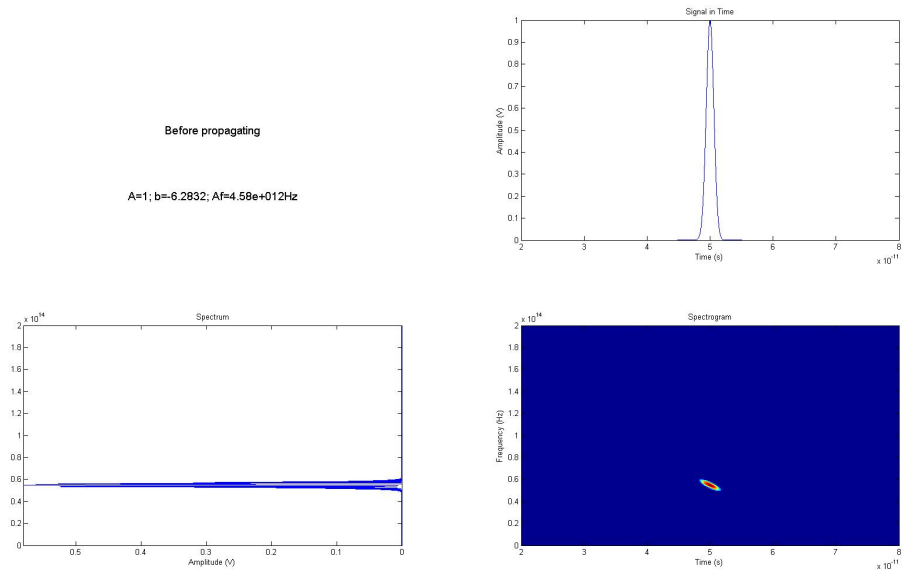 Before propagating
A=1; b=-6.2832; Af=4.58e+012Hz
Signal in Time
1
0.9
0.8
0.7
0.6
0.5
0.4
0.3
0.2
0.1
0
Amplitude (V)
2 3 4 5 6 7 8
Time (s)
x 10^-11
Spectrum
x 10^14
2
1.8
1.6
1.4
1.2
1
0.8
0.6
0.4
0.2
0
0.5 0.4 0.3 0.2 0.1 0
Amplitude (V)
Spectrogram
x 10^14
2
1.8
1.6
1.4
1.2
1
0.8
0.6
0.4
0.2
0
Frequency (Hz)
2 3 4 5 6 7 8
Time (s)
x 10^-11